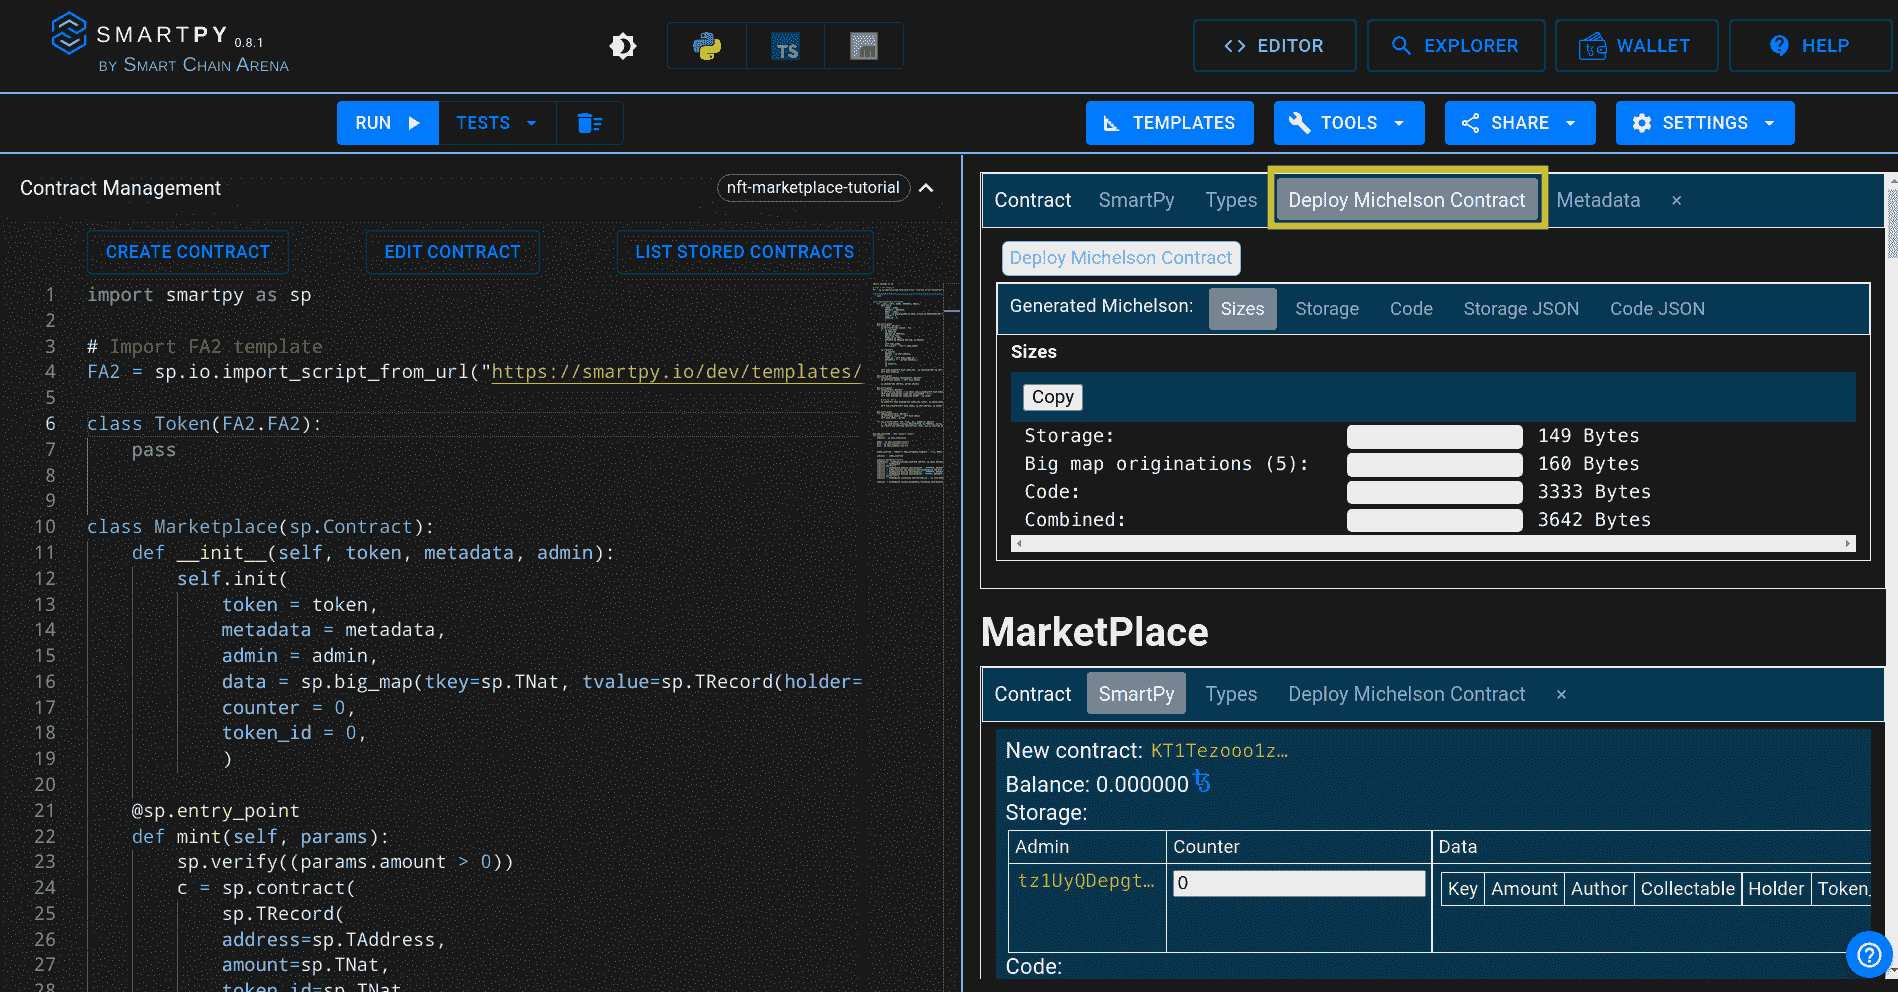 SMARTPY 0.8.1
BY SMART CHAIN ARENA
TS
<> EDITOR
EXPLORER
WALLET
HELP
RUN
TESTS
TEMPLATES
TOOLS
SHARE
SETTINGS
Contract Management
nft-marketplace-tutorial
CREATE CONTRACT
EDIT CONTRACT
LIST STORED CONTRACTS
1 import smartpy as sp
2
3 # Import FA2 template
4 FA2 = sp.io.import_script_from_url("https://smartpy.io/dev/templates/
5
6 class Token(FA2.FA2):
7 pass
8
9
10 class Marketplace(sp.Contract):
11 def __init__(self, token, metadata, admin):
12 self.init(
13 token = token,
14 metadata = metadata,
15 admin = admin,
16 data = sp.big_map(tkey=sp.TNat, tvalue=sp.TRecord(holder=
17 counter = 0,
18 token_id = 0,
19 )
20
21 @sp.entry_point
22 def mint(self, params):
23 sp.verify((params.amount > 0))
24 c = sp.contract(
25 sp.TRecord(
26 address=sp.TAddress,
27 amount=sp.TNat,
28 token_id=sp.TNat
Contract SmartPy Types Deploy Michelson Contract Metadata ×
Deploy Michelson Contract
Generated Michelson: Sizes Storage Code Storage JSON Code JSON
Sizes
Copy
Storage: 149 Bytes
Big map originations (5): 160 Bytes
Code: 3333 Bytes
Combined: 3642 Bytes
MarketPlace
Contract SmartPy Types Deploy Michelson Contract ×
New contract: KT1Tezooo1z…
Balance: 0.000000ꜩ
Storage:
Admin Counter Data
tz1UyQDepgt… 0
Key Amount Author Collectable Holder Token_
Code: